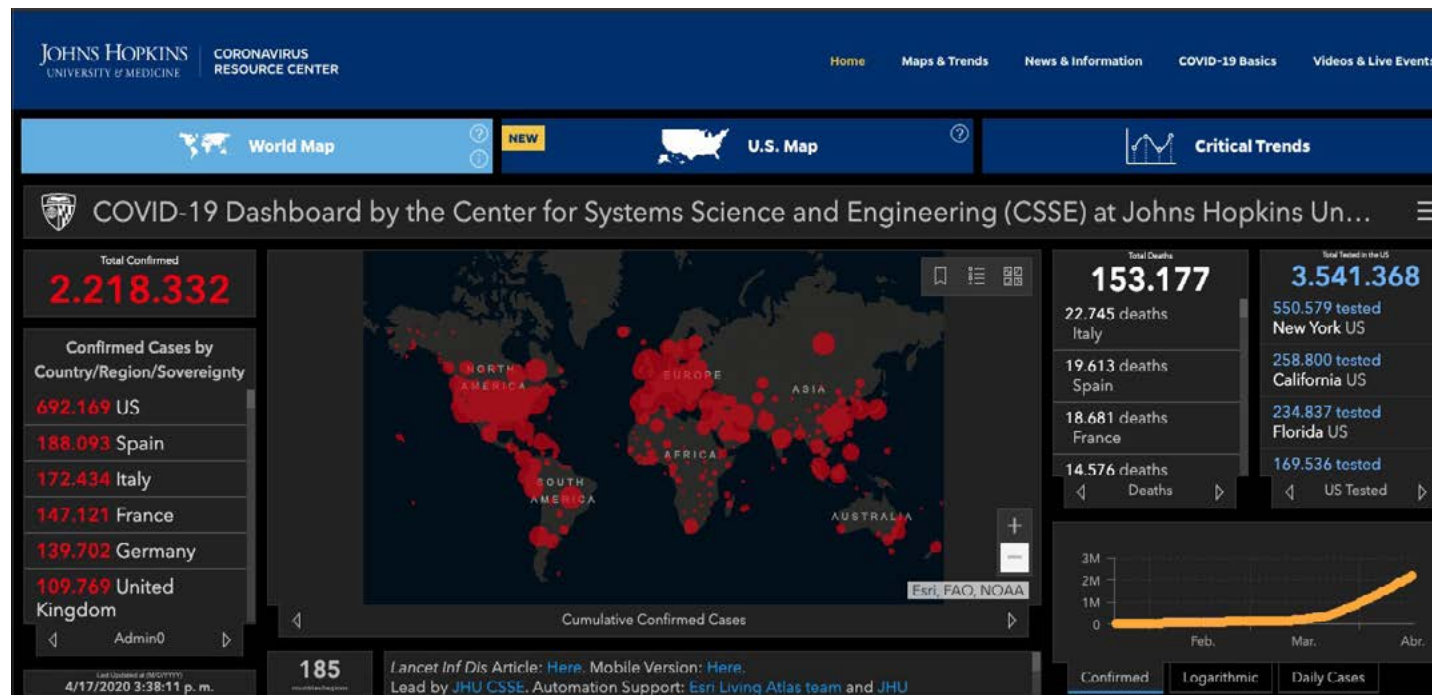 JOHNS HOPKINS
UNIVERSITY & MEDICINE
CORONAVIRUS
RESOURCE CENTER
Home
Maps & Trends
News & Information
COVID-19 Basics
Videos & Live Events
World Map
NEW
U.S. Map
Critical Trends
COVID-19 Dashboard by the Center for Systems Science and Engineering (CSSE) at Johns Hopkins Un...
Total Confirmed
2.218.332
Confirmed Cases by
Country/Region/Sovereignty
692.169 US
188.093 Spain
172.434 Italy
147.121 France
139.702 Germany
109.769 United
Kingdom
Admin0
Last Updated at (M/D/YYYY)
4/17/2020 3:38:11 p. m.
NORTH
AMERICA
EUROPE
ASIA
AFRICA
SOUTH
AMERICA
AUSTRALIA
Esri, FAO, NOAA
Cumulative Confirmed Cases
185
countries/regions
Lancet Inf Dis Article: Here. Mobile Version: Here.
Lead by JHU CSSE. Automation Support: Esri Living Atlas team and JHU
Total Deaths
153.177
22.745 deaths
Italy
19.613 deaths
Spain
18.681 deaths
France
14.576 deaths
Deaths
Total Tested in the US
3.541.368
550.579 tested
New York US
258.800 tested
California US
234.837 tested
Florida US
169.536 tested
US Tested
3M
2M
1M
0
Feb.
Mar.
Abr.
Confirmed
Logarithmic
Daily Cases